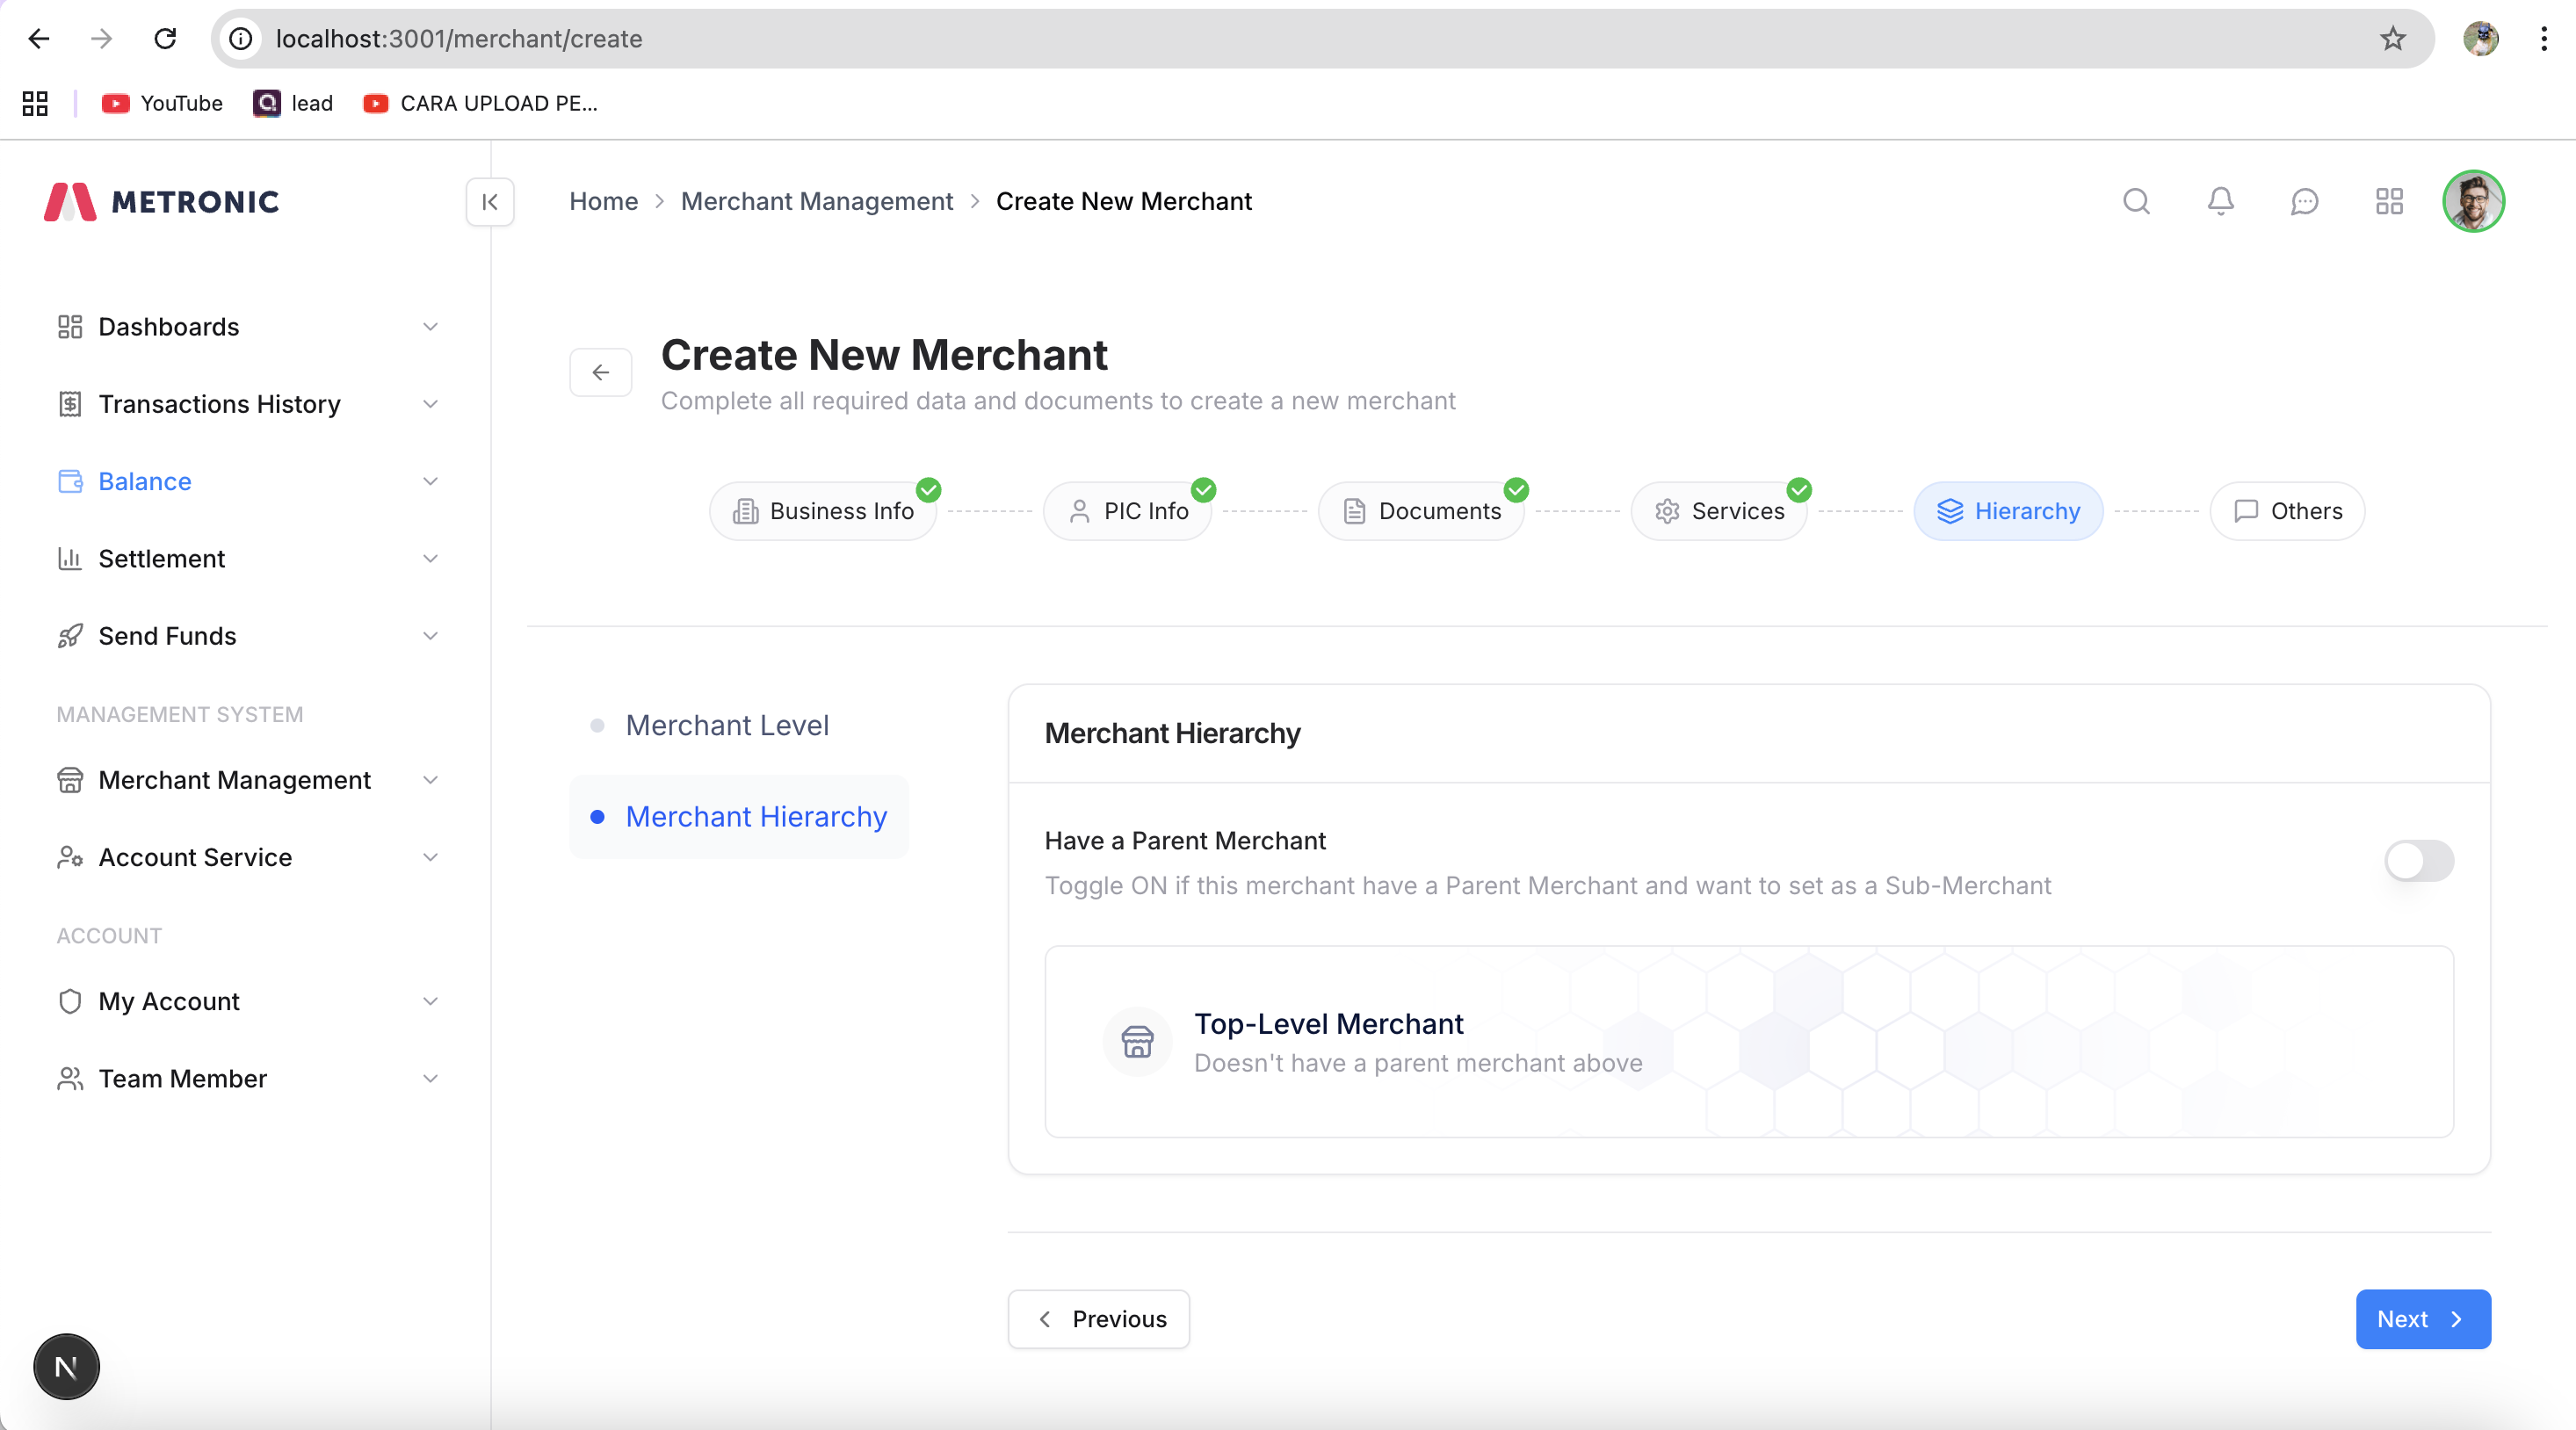 localhost:3001/merchant/create
YouTube
lead
CARA UPLOAD PE...
METRONIC
Home
Merchant Management
Create New Merchant
Dashboards
Transactions History
Balance
Settlement
Send Funds
MANAGEMENT SYSTEM
Merchant Management
Account Service
ACCOUNT
My Account
Team Member
N
Create New Merchant
Complete all required data and documents to create a new merchant
Business Info
PIC Info
Documents
Services
Hierarchy
Others
Merchant Level
Merchant Hierarchy
Merchant Hierarchy
Have a Parent Merchant
Toggle ON if this merchant have a Parent Merchant and want to set as a Sub-Merchant
Top-Level Merchant
Doesn't have a parent merchant above
Previous
Next